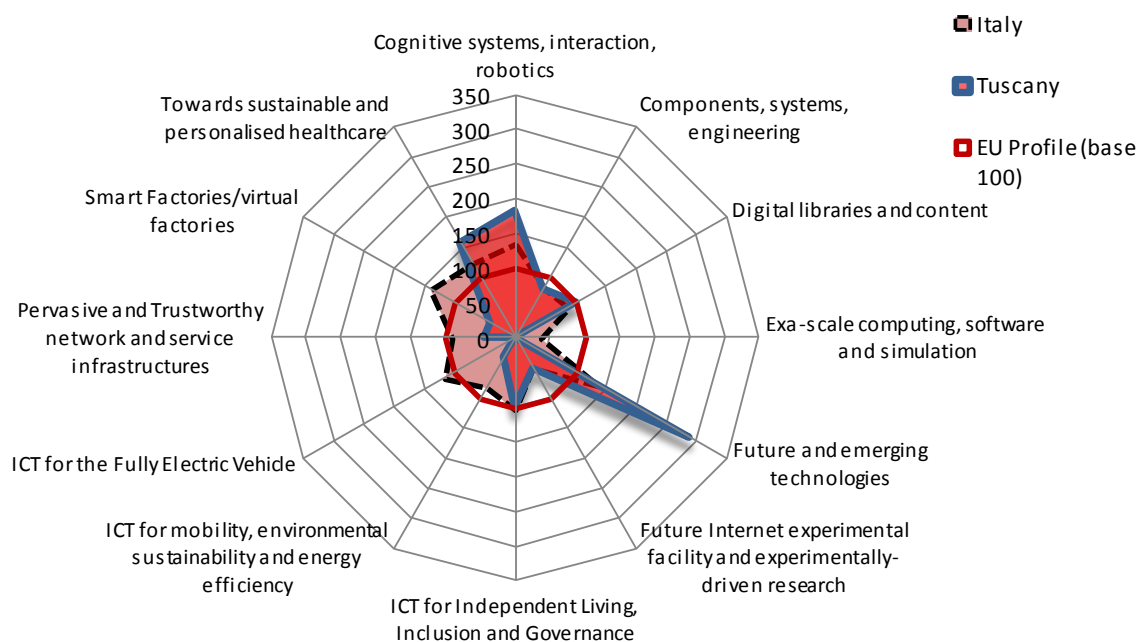 Italy
Tuscany
EU Profile (base
100)
Cognitive systems, interaction,
robotics
Components, systems,
engineering
Digital libraries and content
Exa-scale computing, software
and simulation
Future and emerging
technologies
Future Internet experimental
facility and experimentally-
driven research
ICT for Independent Living,
Inclusion and Governance
ICT for mobility, environmental
sustainability and energy
efficiency
ICT for the Fully Electric Vehicle
Pervasive and Trustworthy
network and service
infrastructures
Smart Factories/virtual
factories
Towards sustainable and
personalised healthcare
350
300
250
200
150
100
50
0